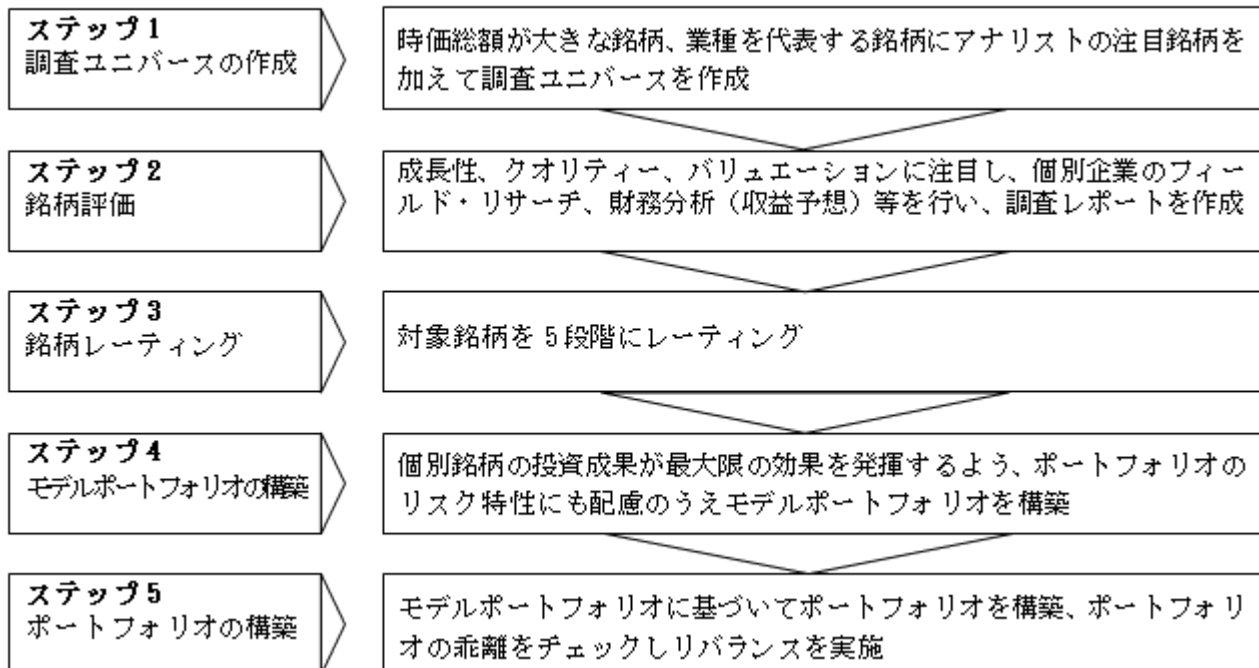 ステップ1
調査ユニバースの作成
時価総額が大きな銘柄、業種を代表する銘柄にアナリストの注目銘柄を
加えて調査ユニバースを作成
ステップ2
銘柄評価
成長性、クオリティー、バリュエーションに注目し、個別企業のフィー
ルド・リサーチ、財務分析（収益予想）等を行い、調査レポートを作成
ステップ3
銘柄レーティング
対象銘柄を5段階にレーティング
ステップ4
モデルポートフォリオの構築
個別銘柄の投資成果が最大限の効果を発揮するよう、ポートフォリオの
リスク特性にも配慮のうえモデルポートフォリオを構築
ステップ5
ポートフォリオの構築
モデルポートフォリオに基づいてポートフォリオを構築、ポートフォリ
オの乖離をチェックしリバランスを実施